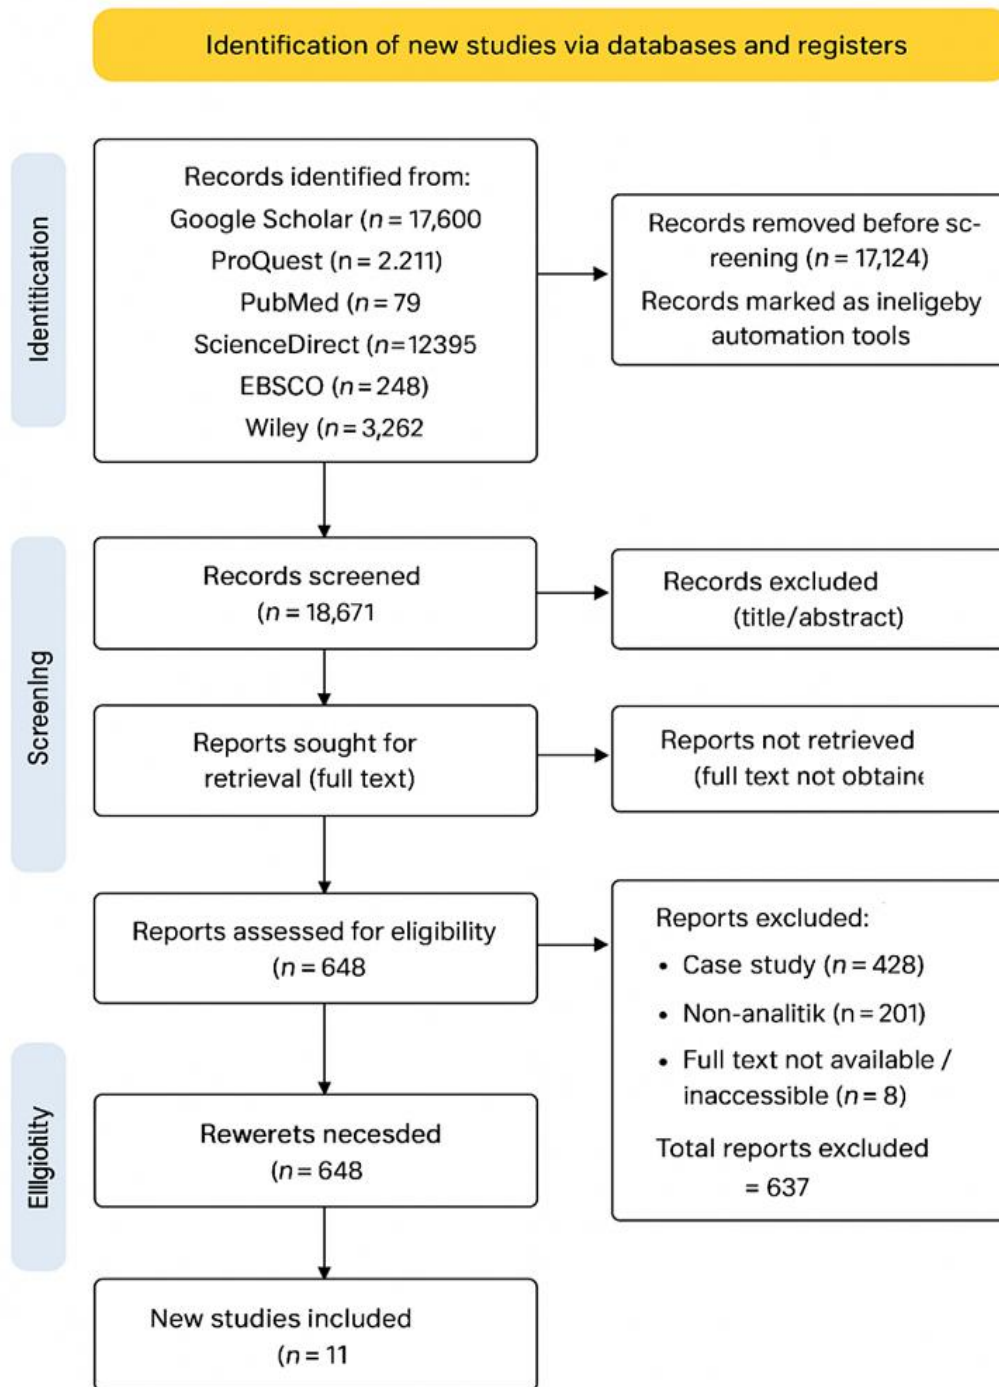 Identification of new studies via databases and registers
Identitication
Records identified from:
Google Scholar (n = 17,600
ProQuest (n = 2.211)
PubMed (n = 79
ScienceDirect (n=12395
EBSCO (n = 248)
Wiley (n = 3,262
Records removed before sc-
reening (n = 17,124)
Records marked as ineligeby
automation tools
Screening
Records screened
(n = 18,671
Records excluded
(title/abstract)
Reports sought for
retrieval (full text)
Reports not retrieved
(full text not obtaine
Reports assessed for eligibility
(n = 648
Reports excluded:
• Case study (n = 428)
• Non-analitik (n = 201)
• Full text not available /
inaccessible (n = 8)
Total reports excluded
= 637
Rewerets necesded
(n = 648
New studies included
(n = 11